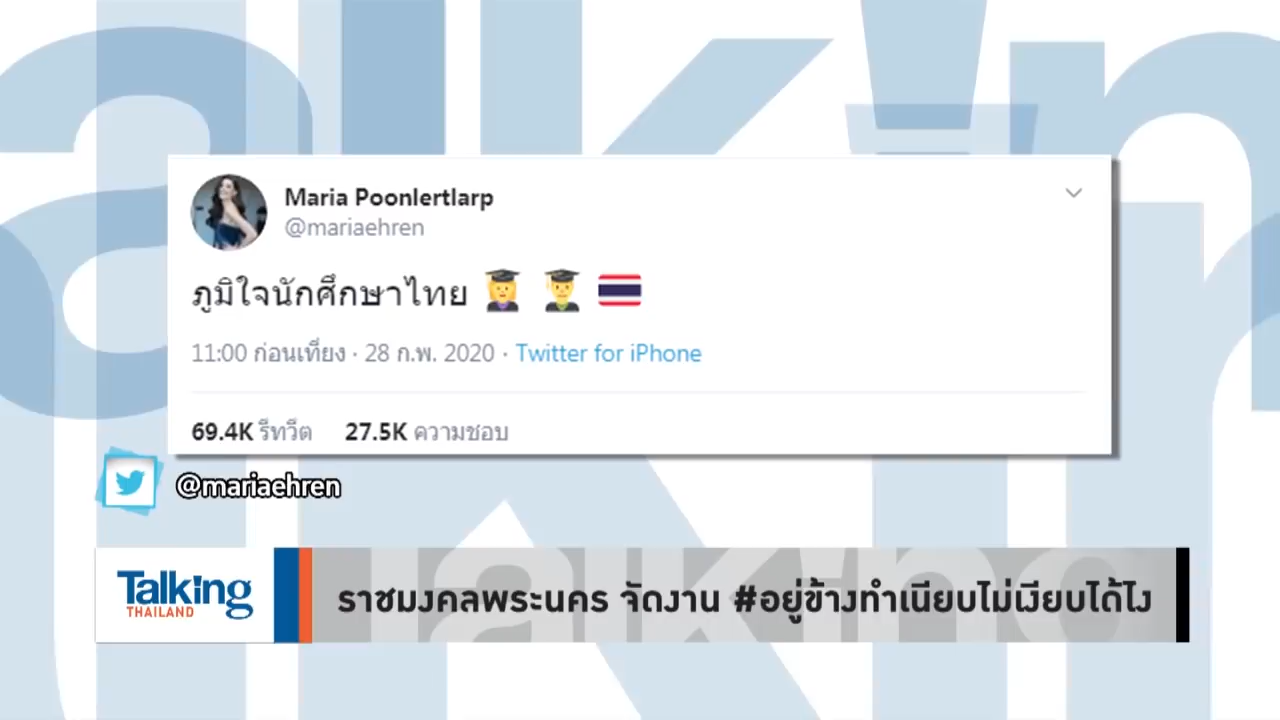 Maria Poonlertlarp
@mariaehren
ภูมิใจนักศึกษาไทย 👩‍🎓 👨‍🎓 🇹🇭
11:00 ก่อนเที่ยง · 28 ก.พ. 2020 · Twitter for iPhone
69.4K รีทวีต 27.5K ความชอบ
@mariaehren
Talk!ng
THAILAND
ราชมงคลพระนคร จัดงาน #อยู่ข้างทำเนียบไม่เงียบได้ไง